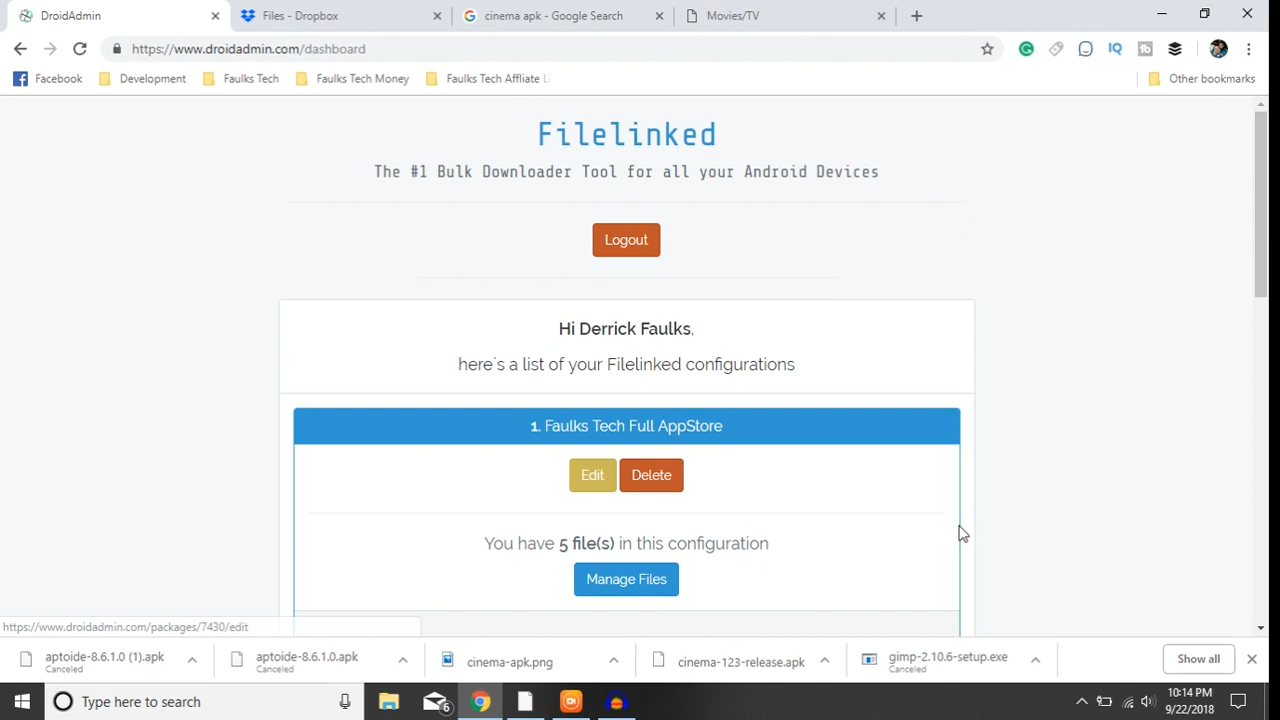 DroidAdmin
Files - Dropbox
cinema apk - Google Search
Movies/TV
https://www.droidadmin.com/dashboard
Facebook
Development
Faulks Tech
Faulks Tech Money
Faulks Tech Affliate Li
Other bookmarks
Filelinked
The #1 Bulk Downloader Tool for all your Android Devices
Logout
Hi Derrick Faulks,
here's a list of your Filelinked configurations
1. Faulks Tech Full AppStore
Edit
Delete
You have 5 file(s) in this configuration
Manage Files
https://www.droidadmin.com/packages/7430/edit
aptoide-8.6.1.0 (1).apk
Canceled
aptoide-8.6.1.0.apk
Canceled
cinema-apk.png
cinema-123-release.apk
gimp-2.10.6-setup.exe
Canceled
Show all
Type here to search
6
10:14 PM
9/22/2018